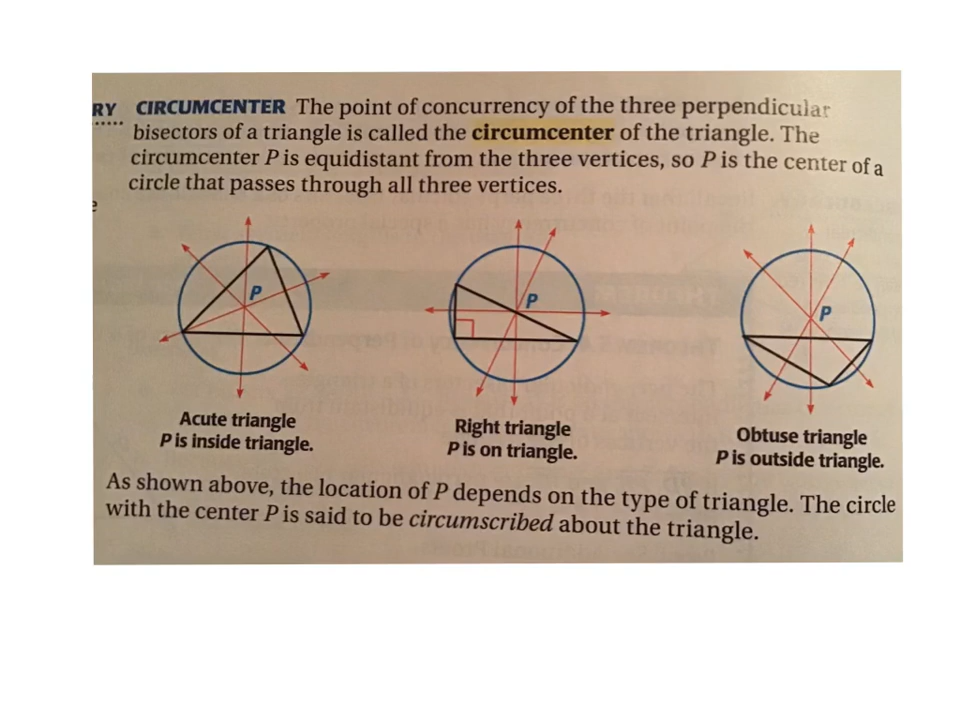 RY CIRCUMCENTER The point of concurrency of the three perpendicular
bisectors of a triangle is called the circumcenter of the triangle. The
circumcenter P is equidistant from the three vertices, so P is the center of a
circle that passes through all three vertices.
e
P
P
P
Acute triangle
P is inside triangle.
Right triangle
P is on triangle.
Obtuse triangle
P is outside triangle.
As shown above, the location of P depends on the type of triangle. The circle
with the center P is said to be circumscribed about the triangle.